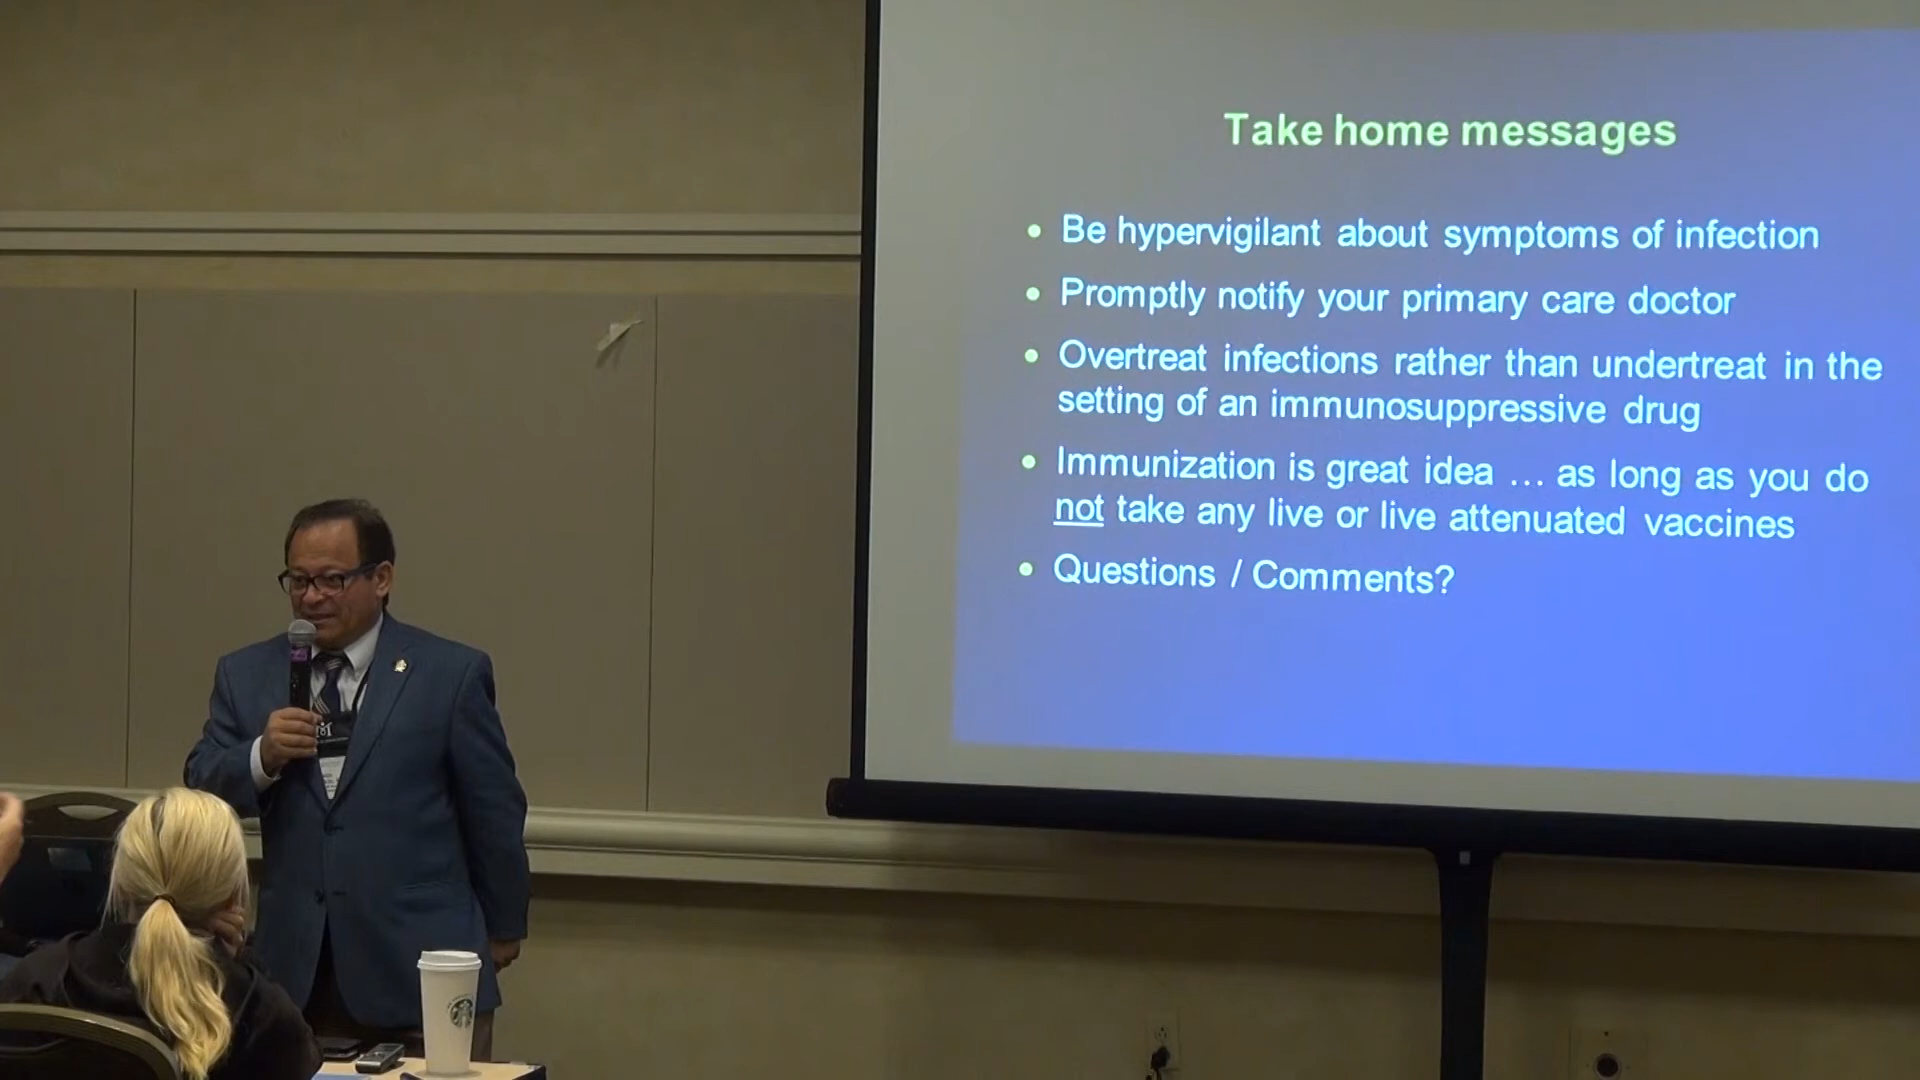 Take home messages
• Be hypervigilant about symptoms of infection
• Promptly notify your primary care doctor
• Overtreat infections rather than undertreat in the
setting of an immunosuppressive drug
• Immunization is great idea ... as long as you do
not take any live or live attenuated vaccines
• Questions / Comments?